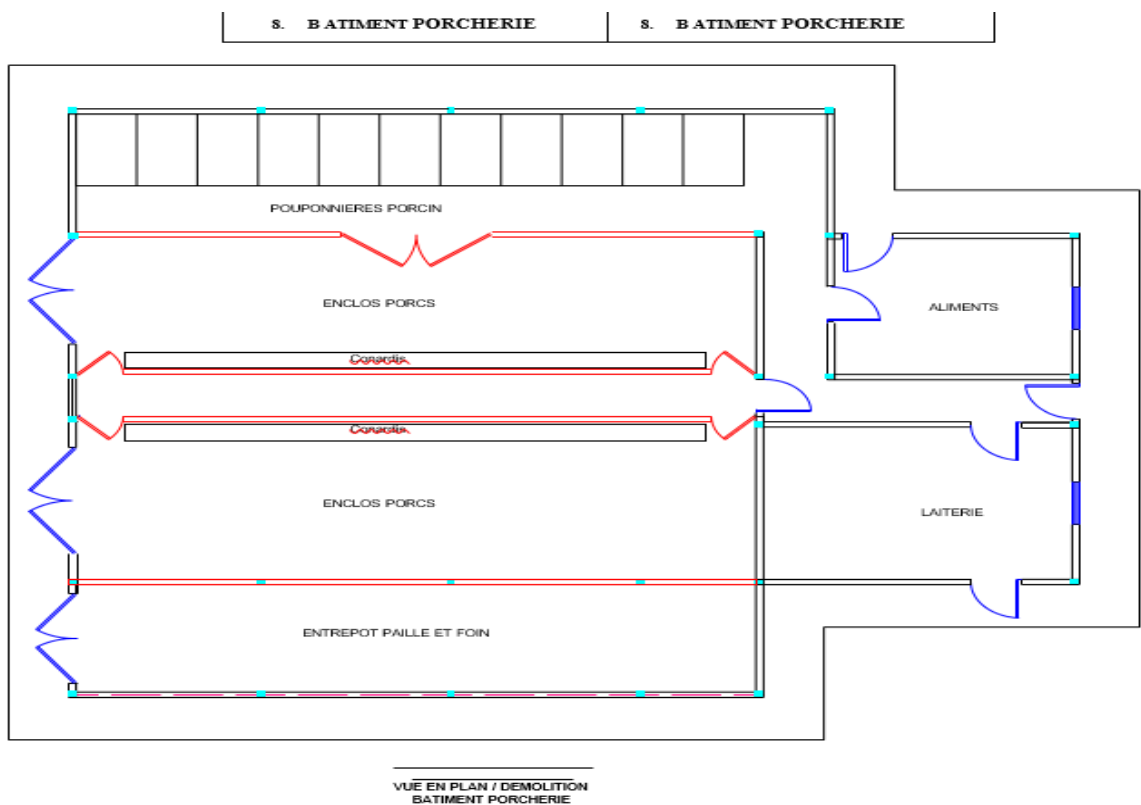 8. B ATIMENT PORCHERIE
8. B ATIMENT PORCHERIE
POUPONNIERES PORCIN
ENCLOS PORCS
ALIMENTS
Conardis
Conardis
ENCLOS PORCS
LAITERIE
ENTREPOT PAILLE ET FOIN
VUE EN PLAN / DEMOLITION
BATIMENT PORCHERIE